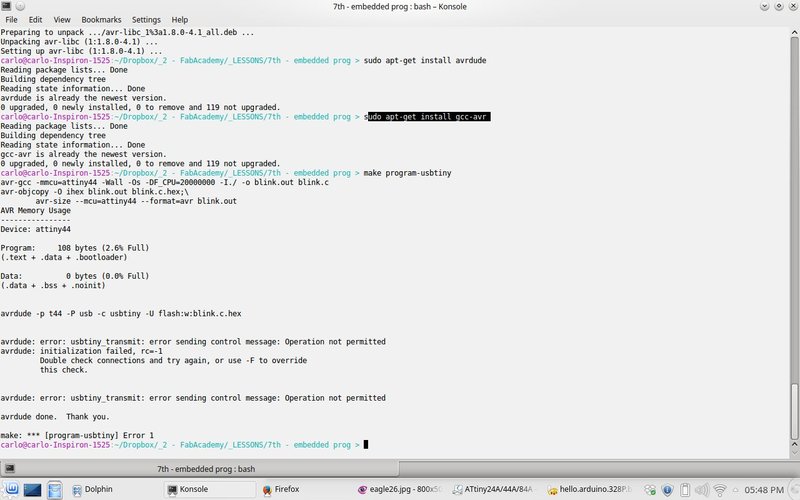 7th - embedded prog : bash – Konsole
File Edit View Bookmarks Settings Help
Preparing to unpack .../avr-libc_1%3a1.8.0-4.1_all.deb ...
Unpacking avr-libc (1:1.8.0-4.1) ...
Setting up avr-libc (1:1.8.0-4.1) ...
carlo@carlo-Inspiron-1525:~/Dropbox/_2 - FabAcademy/_LESSONS/7th - embedded prog > sudo apt-get install avrdude
Reading package lists... Done
Building dependency tree
Reading state information... Done
avrdude is already the newest version.
0 upgraded, 0 newly installed, 0 to remove and 119 not upgraded.
carlo@carlo-Inspiron-1525:~/Dropbox/_2 - FabAcademy/_LESSONS/7th - embedded prog > sudo apt-get install gcc-avr
Reading package lists... Done
Building dependency tree
Reading state information... Done
gcc-avr is already the newest version.
0 upgraded, 0 newly installed, 0 to remove and 119 not upgraded.
carlo@carlo-Inspiron-1525:~/Dropbox/_2 - FabAcademy/_LESSONS/7th - embedded prog > make program-usbtiny
avr-gcc -mmcu=attiny44 -Wall -Os -DF_CPU=20000000 -I./ -o blink.out blink.c
avr-objcopy -O ihex blink.out blink.c.hex;\
avr-size --mcu=attiny44 --format=avr blink.out
AVR Memory Usage
----------------
Device: attiny44
Program: 108 bytes (2.6% Full)
(.text + .data + .bootloader)
Data: 0 bytes (0.0% Full)
(.data + .bss + .noinit)
avrdude -p t44 -P usb -c usbtiny -U flash:w:blink.c.hex
avrdude: error: usbtiny_transmit: error sending control message: Operation not permitted
avrdude: initialization failed, rc=-1
Double check connections and try again, or use -F to override
this check.
avrdude: error: usbtiny_transmit: error sending control message: Operation not permitted
avrdude done. Thank you.
make: *** [program-usbtiny] Error 1
carlo@carlo-Inspiron-1525:~/Dropbox/_2 - FabAcademy/_LESSONS/7th - embedded prog >
7th - embedded prog : bash
Dolphin Konsole Firefox eagle26.jpg - 800x50 ATtiny24A/44A/84A hello.arduino.328P.b 05:48 PM